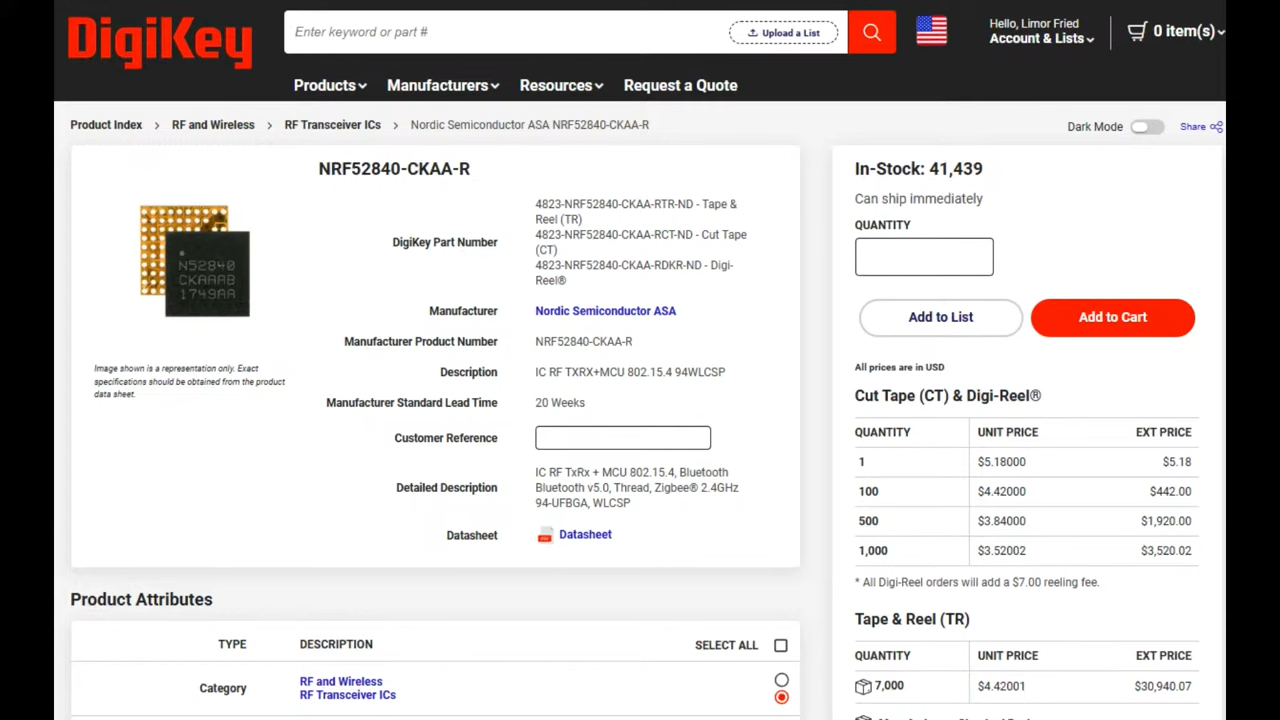 DigiKey
Enter keyword or part #
Upload a List
Hello, Limor Fried
Account & Lists
0 item(s)
Products
Manufacturers
Resources
Request a Quote
Product Index > RF and Wireless > RF Transceiver ICs > Nordic Semiconductor ASA NRF52840-CKAA-R
Dark Mode
Share
NRF52840-CKAA-R
N52840
CKAAAB
1749AA
Image shown is a representation only. Exact
specifications should be obtained from the product
data sheet.
DigiKey Part Number
4823-NRF52840-CKAA-RTR-ND - Tape &
Reel (TR)
4823-NRF52840-CKAA-RCT-ND - Cut Tape
(CT)
4823-NRF52840-CKAA-RDKR-ND - Digi-
Reel®
Manufacturer
Nordic Semiconductor ASA
Manufacturer Product Number
NRF52840-CKAA-R
Description
IC RF TXRX+MCU 802.15.4 94WLCSP
Manufacturer Standard Lead Time
20 Weeks
Customer Reference
Detailed Description
IC RF TxRx + MCU 802.15.4, Bluetooth
Bluetooth v5.0, Thread, Zigbee® 2.4GHz
94-UFBGA, WLCSP
Datasheet
Datasheet
Product Attributes
TYPE
DESCRIPTION
SELECT ALL
Category
RF and Wireless
RF Transceiver ICs
In-Stock: 41,439
Can ship immediately
QUANTITY
Add to List
Add to Cart
All prices are in USD
Cut Tape (CT) & Digi-Reel®
QUANTITY UNIT PRICE EXT PRICE
1 $5.18000 $5.18
100 $4.42000 $442.00
500 $3.84000 $1,920.00
1,000 $3.52002 $3,520.02
* All Digi-Reel orders will add a $7.00 reeling fee.
Tape & Reel (TR)
QUANTITY UNIT PRICE EXT PRICE
7,000 $4.42001 $30,940.07